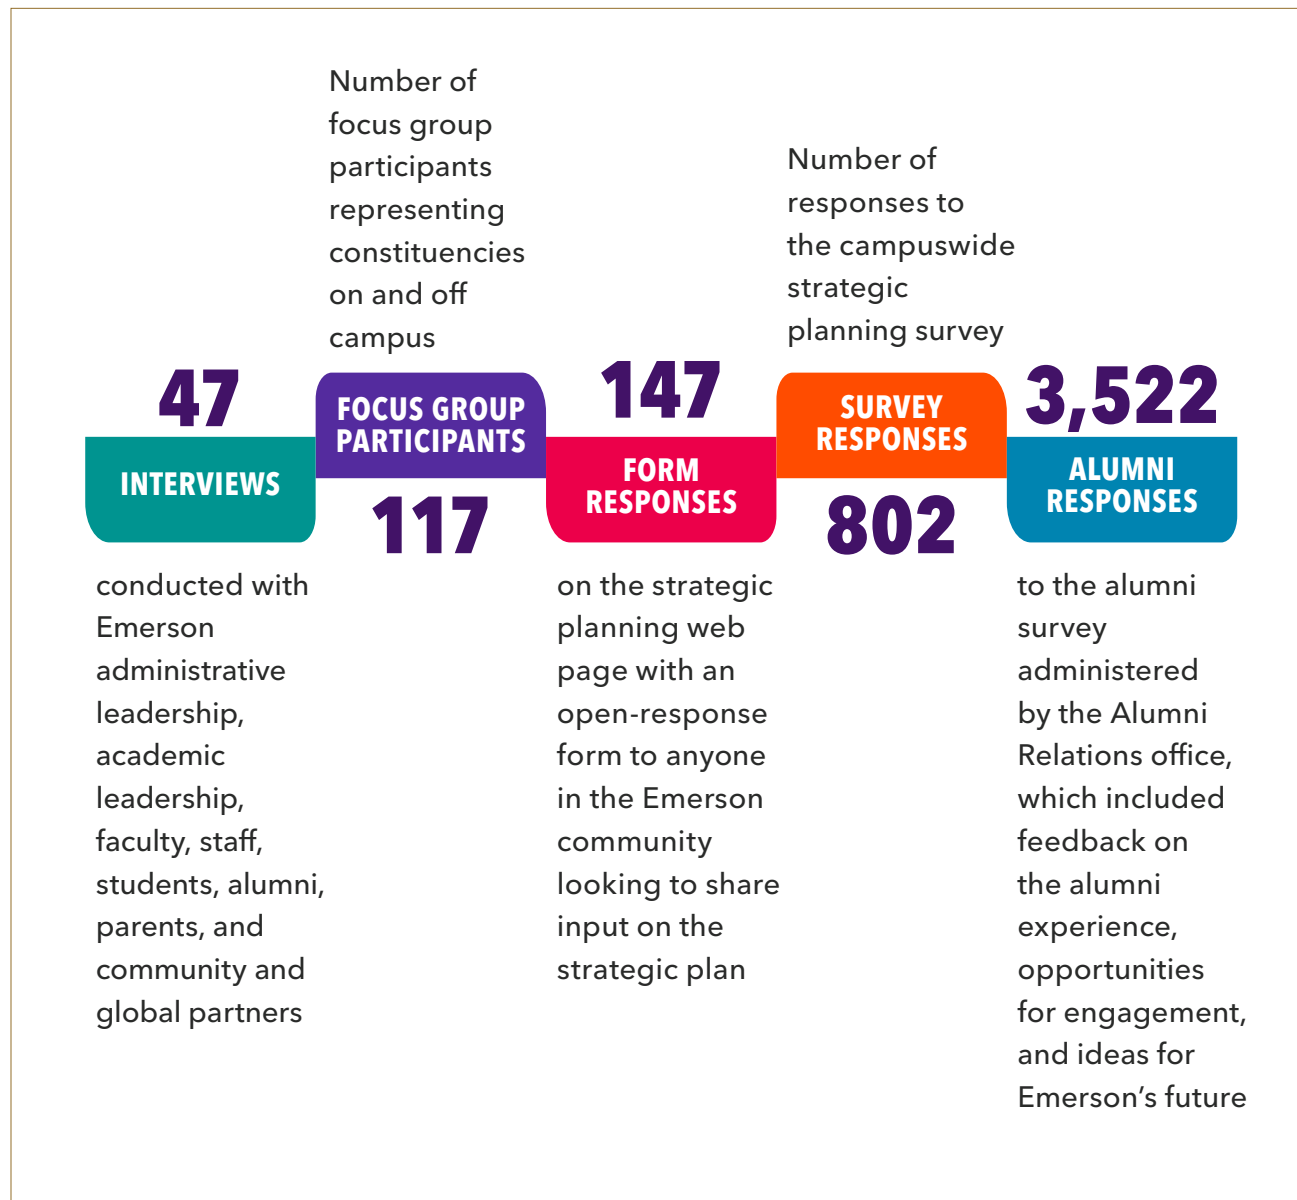 47
INTERVIEWS
conducted with
Emerson
administrative
leadership,
academic
leadership,
faculty, staff,
students, alumni,
parents, and
community and
global partners
Number of
focus group
participants
representing
constituencies
on and off
campus
FOCUS GROUP
PARTICIPANTS
117
147
FORM
RESPONSES
on the strategic
planning web
page with an
open-response
form to anyone
in the Emerson
community
looking to share
input on the
strategic plan
Number of
responses to
the campuswide
strategic
planning survey
SURVEY
RESPONSES
802
3,522
ALUMNI
RESPONSES
to the alumni
survey
administered
by the Alumni
Relations office,
which included
feedback on
the alumni
experience,
opportunities
for engagement,
and ideas for
Emerson’s future